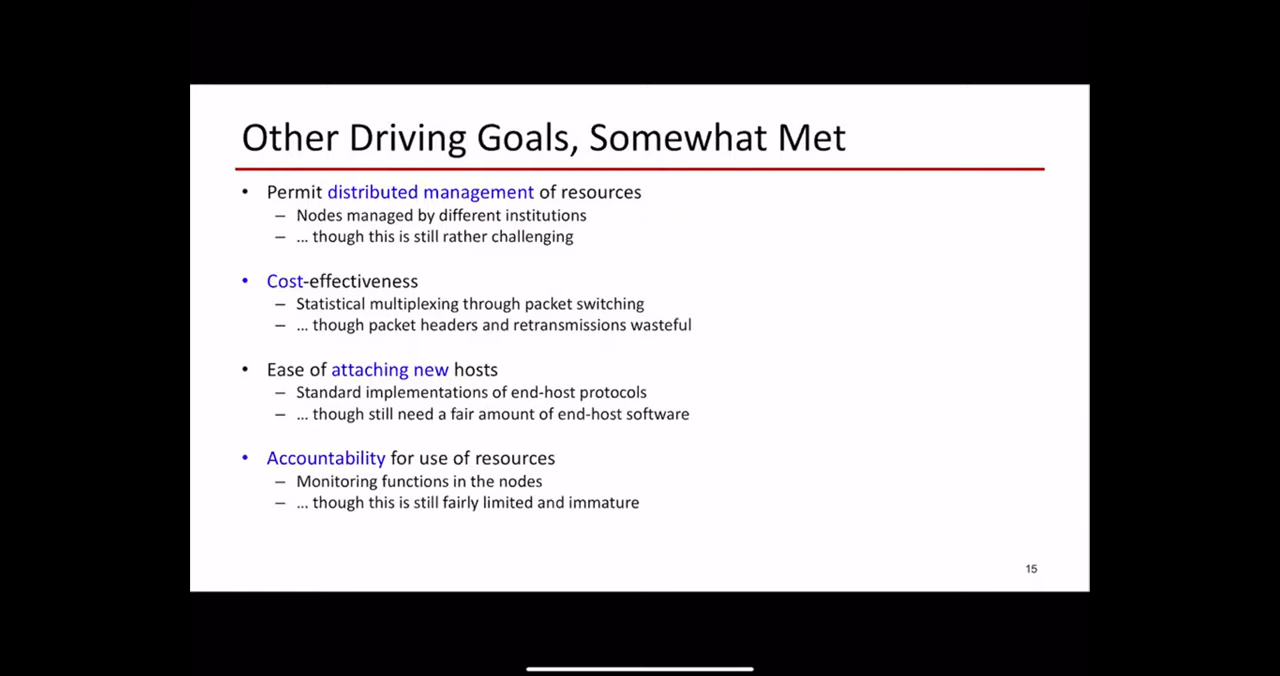 Other Driving Goals, Somewhat Met
• Permit distributed management of resources
– Nodes managed by different institutions
– … though this is still rather challenging
• Cost-effectiveness
– Statistical multiplexing through packet switching
– … though packet headers and retransmissions wasteful
• Ease of attaching new hosts
– Standard implementations of end-host protocols
– … though still need a fair amount of end-host software
• Accountability for use of resources
– Monitoring functions in the nodes
– … though this is still fairly limited and immature
15